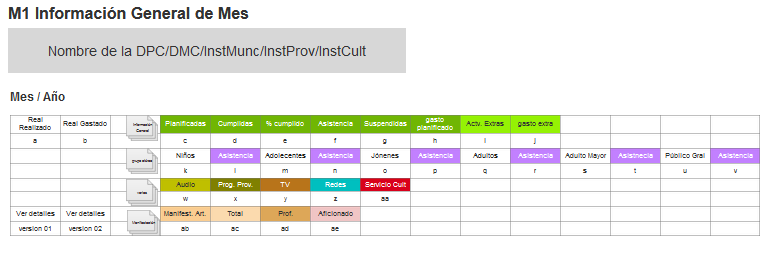 M1 Información General de Mes
Nombre de la DPC/DMC/InstMunc/InstProv/InstCult
Mes / Año
Real Realizado Real Gastado Información General Planificadas Cumplidas % cumplido Asistencia Suspendidas gasto planificado Actv. Extras gasto extra
a b c d e f g h i j
grupo etáreo Niños Asistencia Adolecentes Asistencia Jónenes Asistencia Adultos Asistencia Adulto Mayor Asistnecia Público Gral Asistencia
k l m n o p q r s t u v
Audio Prog. Prov. TV Redes Servicio Cult
w x y z aa
Ver detalles Ver detalles Manifestación Manifest. Art. Total Prof. Aficionado
version 01 version 02 ab ac ad ae